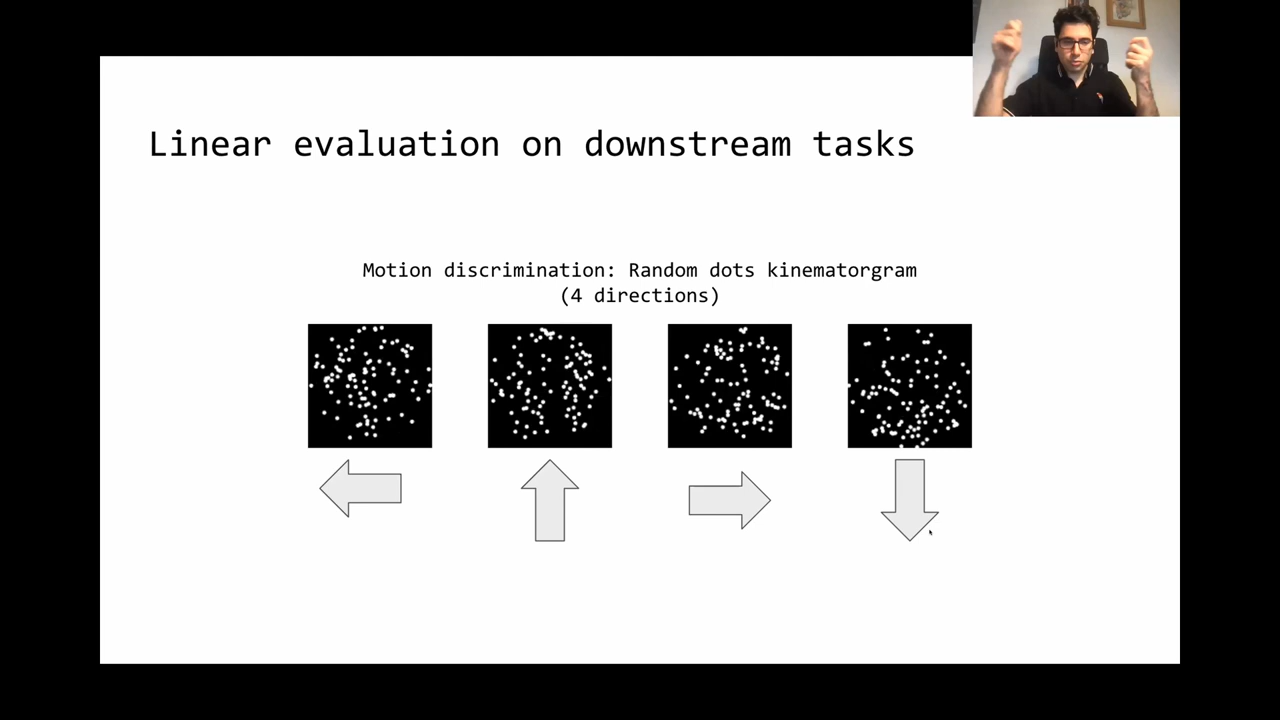 Linear evaluation on downstream tasks
Motion discrimination: Random dots kinematorgram
(4 directions)